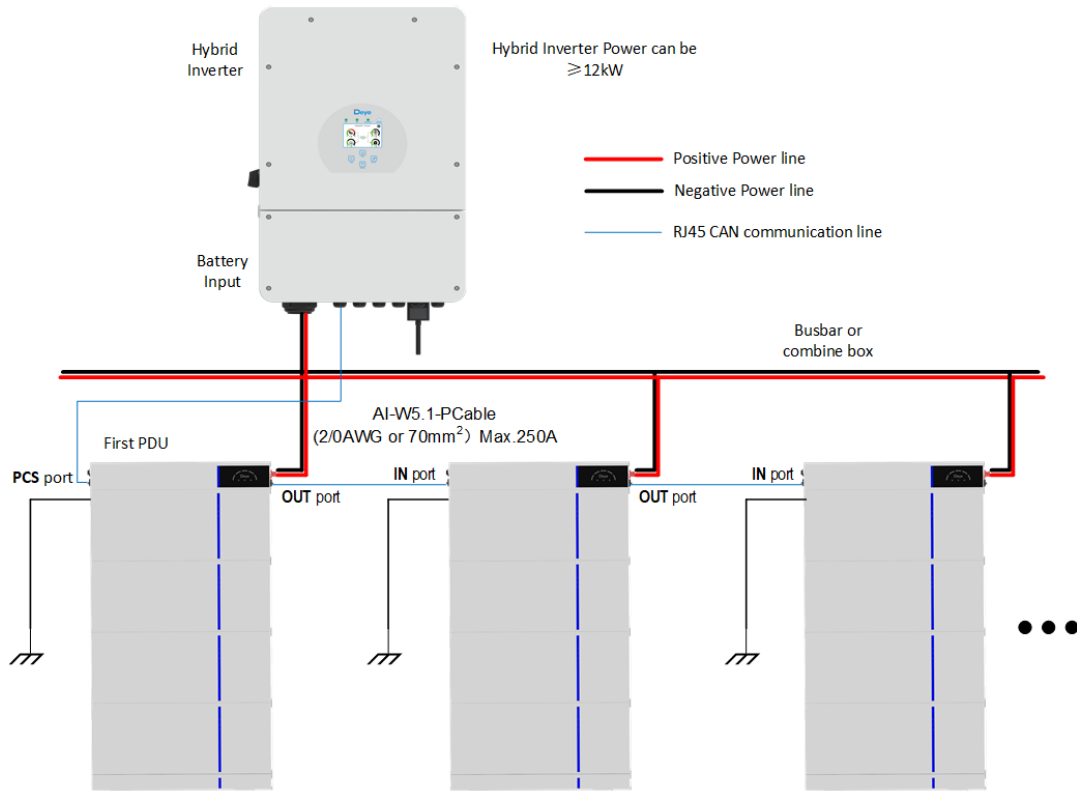 Hybrid
Inverter
Hybrid Inverter Power can be
≥12kW
Deye
Positive Power line
Negative Power line
RJ45 CAN communication line
Battery
Input
Busbar or
combine box
AI-W5.1-PCable
(2/0AWG or 70mm²) Max.250A
First PDU
PCS port
IN port
IN port
OUT port
OUT port